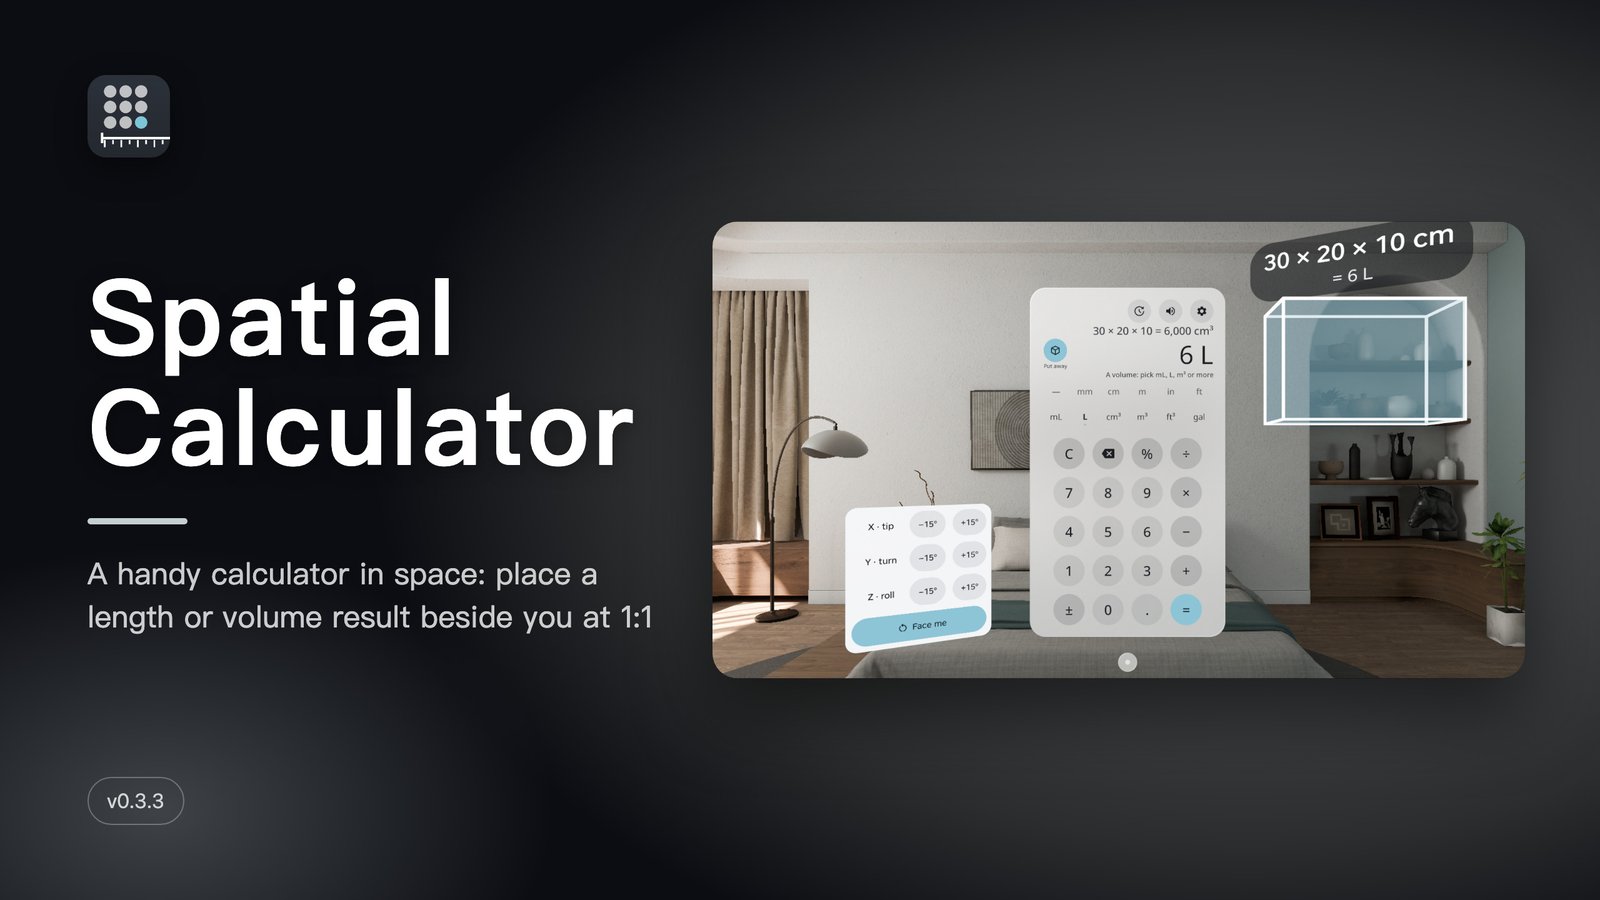 Spatial
Calculator
A handy calculator in space: place a
length or volume result beside you at 1:1
v0.3.3
30 × 20 × 10 cm
= 6 L
30 × 20 × 10 = 6,000 cm³
6 L
Put away
A volume: pick mL, L, m³ or more
— mm cm m in ft
mL L cm³ m³ ft³ gal
C % ÷
7 8 9 ×
4 5 6 −
1 2 3 +
± 0 . =
X · tip −15° +15°
Y · turn −15° +15°
Z · roll −15° +15°
Face me